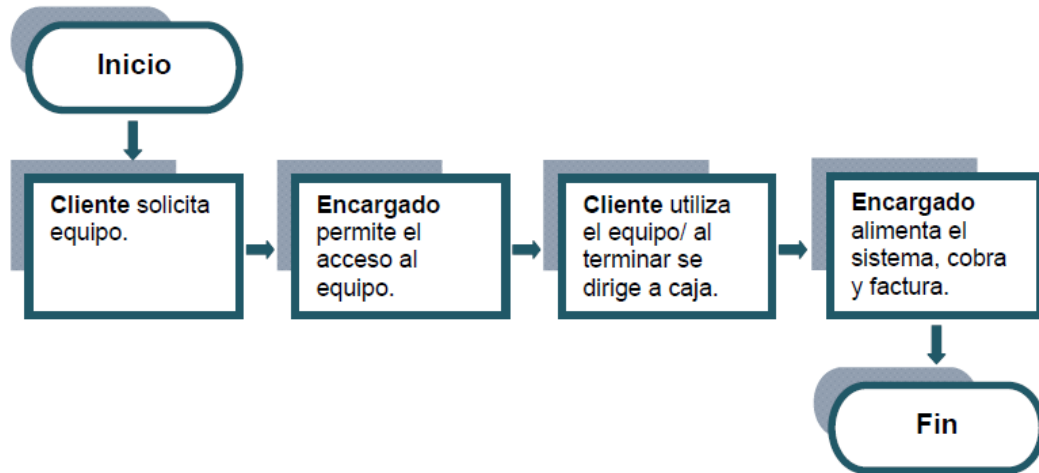 Inicio
Cliente solicita
equipo.
Encargado
permite el
acceso al
equipo.
Cliente utiliza
el equipo/ al
terminar se
dirige a caja.
Encargado
alimenta el
sistema, cobra
y factura.
Fin